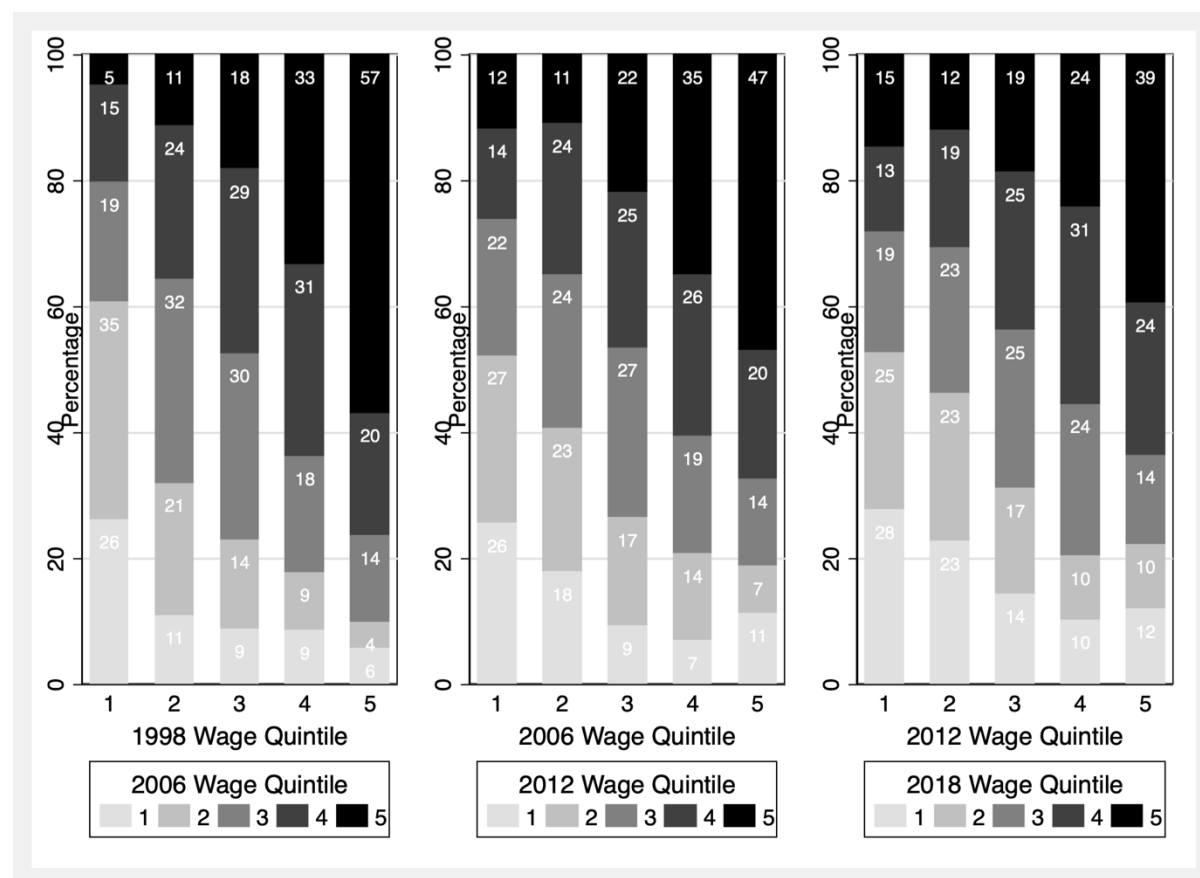 100
80
60
40
20
0
Percentage
5 11 18 33 57
15 24 29 31 20
19 32 30 18 14
35 21 14 9 4
26 11 9 9 6
1 2 3 4 5
1998 Wage Quintile
2006 Wage Quintile
1 2 3 4 5
100
80
60
40
20
0
Percentage
12 11 22 35 47
14 24 25 26 20
22 24 27 19 14
27 23 17 14 7
26 18 9 7 11
1 2 3 4 5
2006 Wage Quintile
2012 Wage Quintile
1 2 3 4 5
100
80
60
40
20
0
Percentage
15 12 19 24 39
13 19 25 31 24
19 23 25 24 14
25 23 17 10 10
28 23 14 10 12
1 2 3 4 5
2012 Wage Quintile
2018 Wage Quintile
1 2 3 4 5